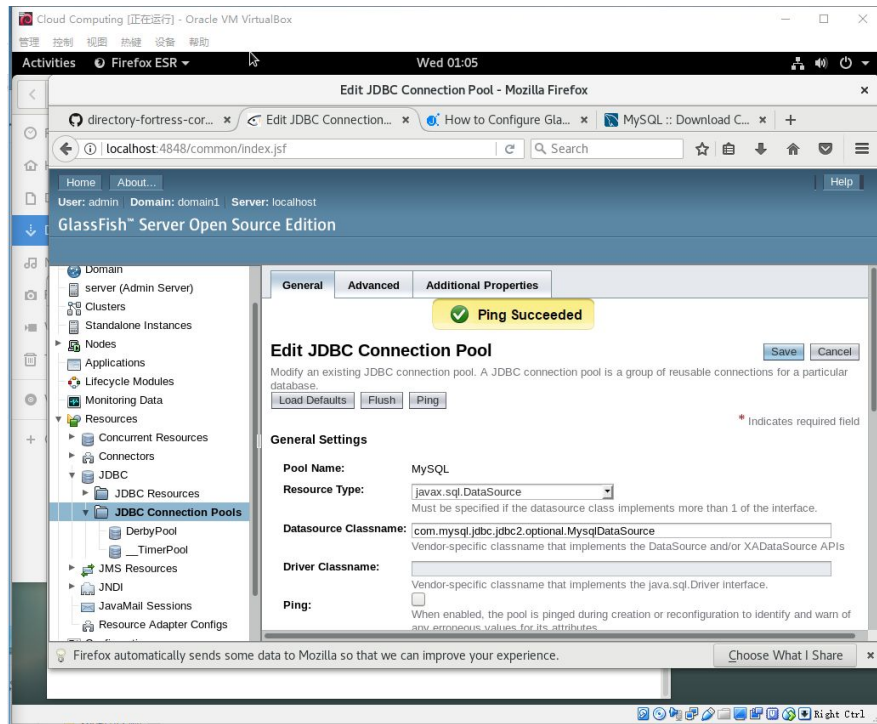 Cloud Computing [正在运行] - Oracle VM VirtualBox
管理 控制 视图 热键 设备 帮助
Activities Firefox ESR Wed 01:05
Edit JDBC Connection Pool - Mozilla Firefox
directory-fortress-cor... Edit JDBC Connection... How to Configure Gla... MySQL :: Download C...
localhost:4848/common/index.jsf Search
Home About... Help
User: admin Domain: domain1 Server: localhost
GlassFish™ Server Open Source Edition
Domain
server (Admin Server)
Clusters
Standalone Instances
Nodes
Applications
Lifecycle Modules
Monitoring Data
Resources
Concurrent Resources
Connectors
JDBC
JDBC Resources
JDBC Connection Pools
DerbyPool
__TimerPool
JMS Resources
JNDI
JavaMail Sessions
Resource Adapter Configs
General Advanced Additional Properties
Ping Succeeded
Edit JDBC Connection Pool
Save Cancel
Modify an existing JDBC connection pool. A JDBC connection pool is a group of reusable connections for a particular
database.
Load Defaults Flush Ping
* Indicates required field
General Settings
Pool Name: MySQL
Resource Type: javax.sql.DataSource
Must be specified if the datasource class implements more than 1 of the interface.
Datasource Classname: com.mysql.jdbc.jdbc2.optional.MysqlDataSource
Vendor-specific classname that implements the DataSource and/or XADataSource APIs
Driver Classname:
Vendor-specific classname that implements the java.sql.Driver interface.
Ping:
When enabled, the pool is pinged during creation or reconfiguration to identify and warn of
any erroneous values for its attributes
Firefox automatically sends some data to Mozilla so that we can improve your experience. Choose What I Share
Right Ctrl